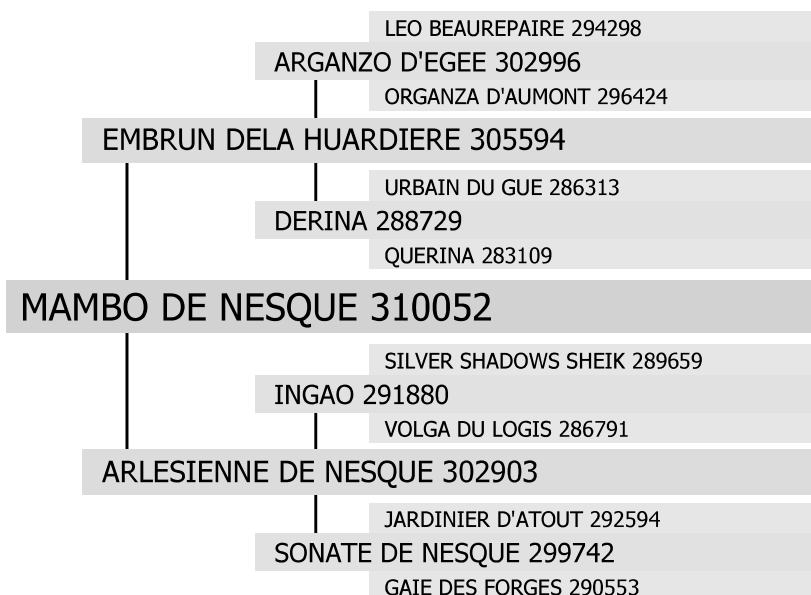 LEO BEAUREPAIRE 294298
ARGANZO D'EGEE 302996
ORGANZA D'AUMONT 296424
EMBRUN DELA HUARDIERE 305594
URBAIN DU GUE 286313
DERINA 288729
QUERINA 283109
MAMBO DE NESQUE 310052
SILVER SHADOWS SHEIK 289659
INGAO 291880
VOLGA DU LOGIS 286791
ARLESIENNE DE NESQUE 302903
JARDINIER D'ATOUT 292594
SONATE DE NESQUE 299742
GAIE DES FORGES 290553